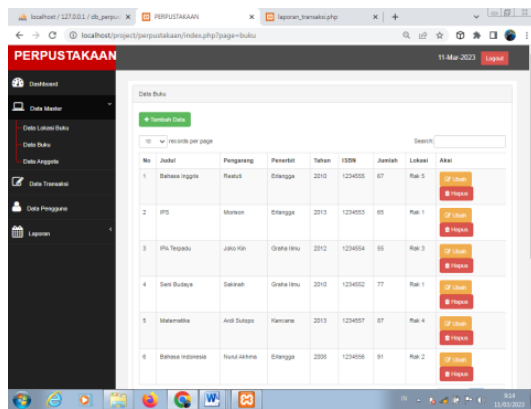 localhost / 127.0.0.1 / db_perpus
PERPUSTAKAAN
laporan_transaksi.php
localhost/project/perpustakaan/index.php?page=buku
PERPUSTAKAAN
11-Mar-2023
Logout
Dashboard
Data Master
Data Lokasi Buku
Data Buku
Data Anggota
Data Transaksi
Data Pengguna
Laporan
Data Buku
Tambah Data
10 records per page
Search:
No Judul Pengarang Penerbit Tahun ISBN Jumlah Lokasi Aksi
1 Bahasa Inggris Restuti Erlangga 2010 1234555 67 Rak 5 Ubah
Hapus
2 IPS Morison Erlangga 2013 1234553 65 Rak 1 Ubah
Hapus
3 IPA Terpadu Joko Kin Graha Ilmu 2012 1234554 55 Rak 3 Ubah
Hapus
4 Seni Budaya Sakinah Graha Ilmu 2010 1234552 77 Rak 1 Ubah
Hapus
5 Matematika Andi Sutopo Kencana 2013 1234557 87 Rak 4 Ubah
Hapus
6 Bahasa Indonesia Nurul Akhma Erlangga 2008 1234556 91 Rak 2 Ubah
Hapus
IN
8:14
11/03/2023